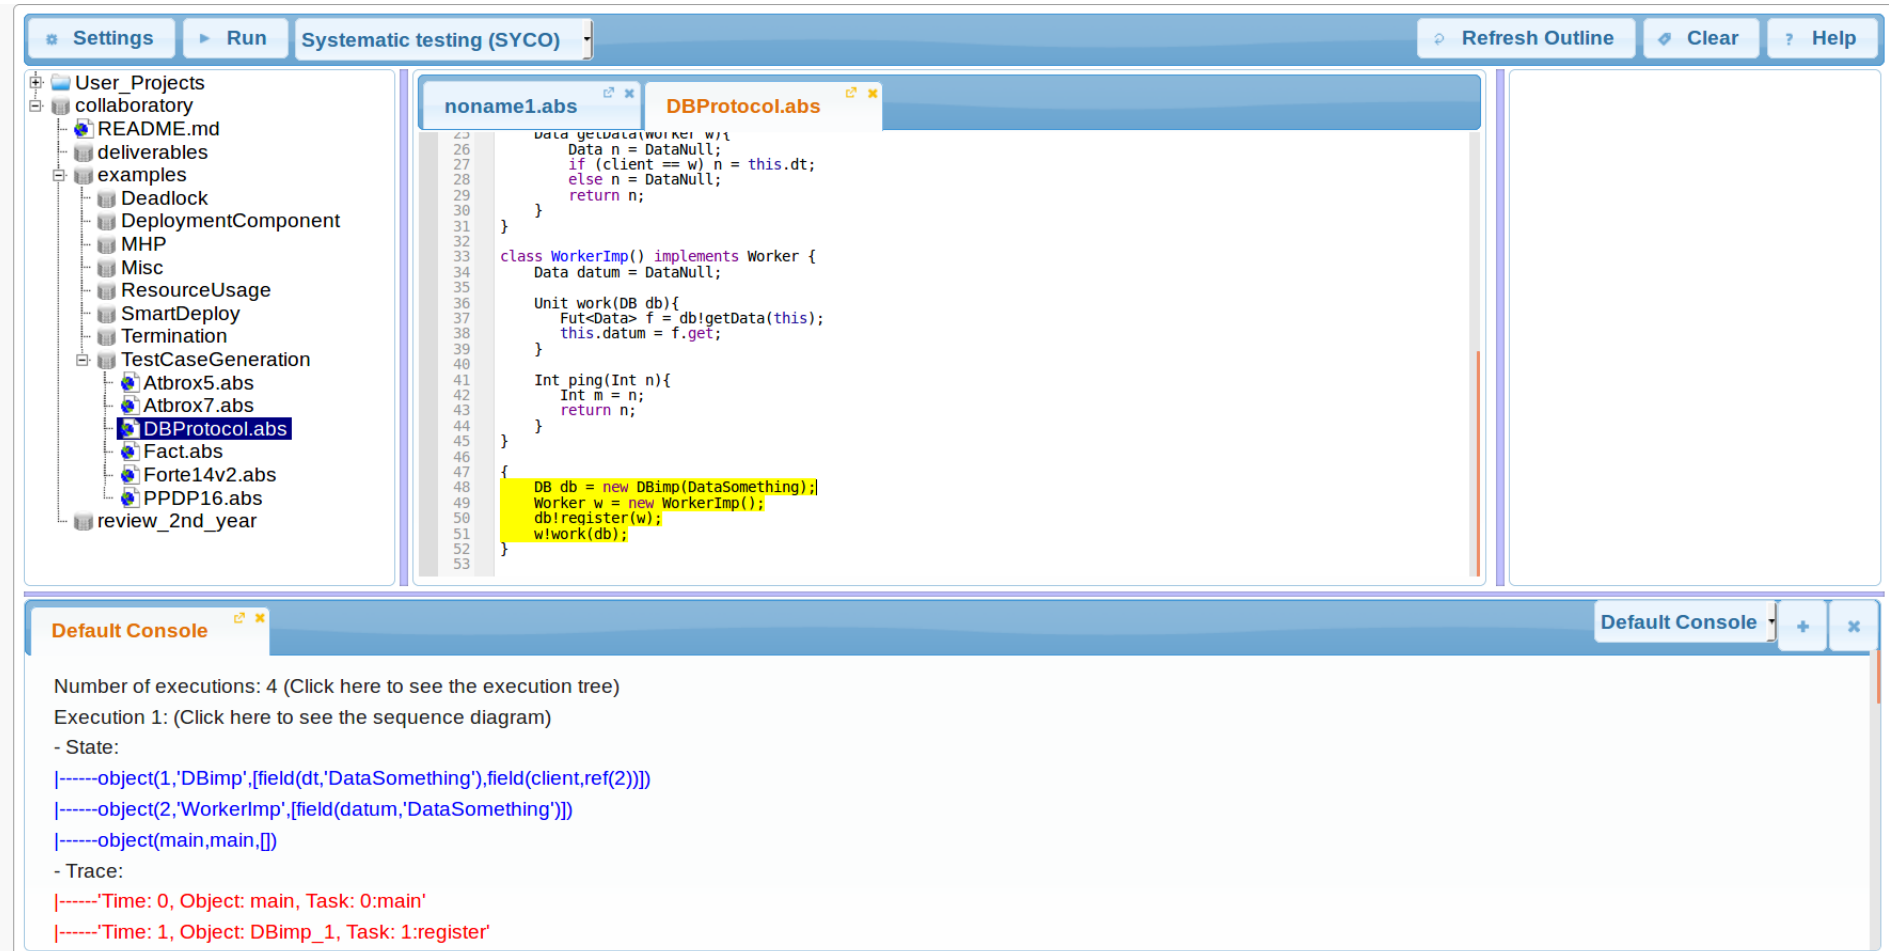 Settings Run Systematic testing (SYCO) Refresh Outline Clear ? Help
User_Projects
collaboratory
README.md
deliverables
examples
Deadlock
DeploymentComponent
MHP
Misc
ResourceUsage
SmartDeploy
Termination
TestCaseGeneration
Atbrox5.abs
Atbrox7.abs
DBProtocol.abs
Fact.abs
Forte14v2.abs
PPDP16.abs
review_2nd_year
noname1.abs DBProtocol.abs
25 Data getData(Worker w){
26 Data n = DataNull;
27 if (client == w) n = this.dt;
28 else n = DataNull;
29 return n;
30 }
31 }
32
33 class WorkerImp() implements Worker {
34 Data datum = DataNull;
35
36 Unit work(DB db){
37 Fut<Data> f = db!getData(this);
38 this.datum = f.get;
39 }
40
41 Int ping(Int n){
42 Int m = n;
43 return n;
44 }
45 }
46
47 {
48 DB db = new DBimp(DataSomething);
49 Worker w = new WorkerImp();
50 db!register(w);
51 w!work(db);
52 }
53
Default Console Default Console
Number of executions: 4 (Click here to see the execution tree)
Execution 1: (Click here to see the sequence diagram)
- State:
|------object(1,'DBimp',[field(dt,'DataSomething'),field(client,ref(2))])
|------object(2,'WorkerImp',[field(datum,'DataSomething')])
|------object(main,main,[])
- Trace:
|------'Time: 0, Object: main, Task: 0:main'
|------'Time: 1, Object: DBimp_1, Task: 1:register'